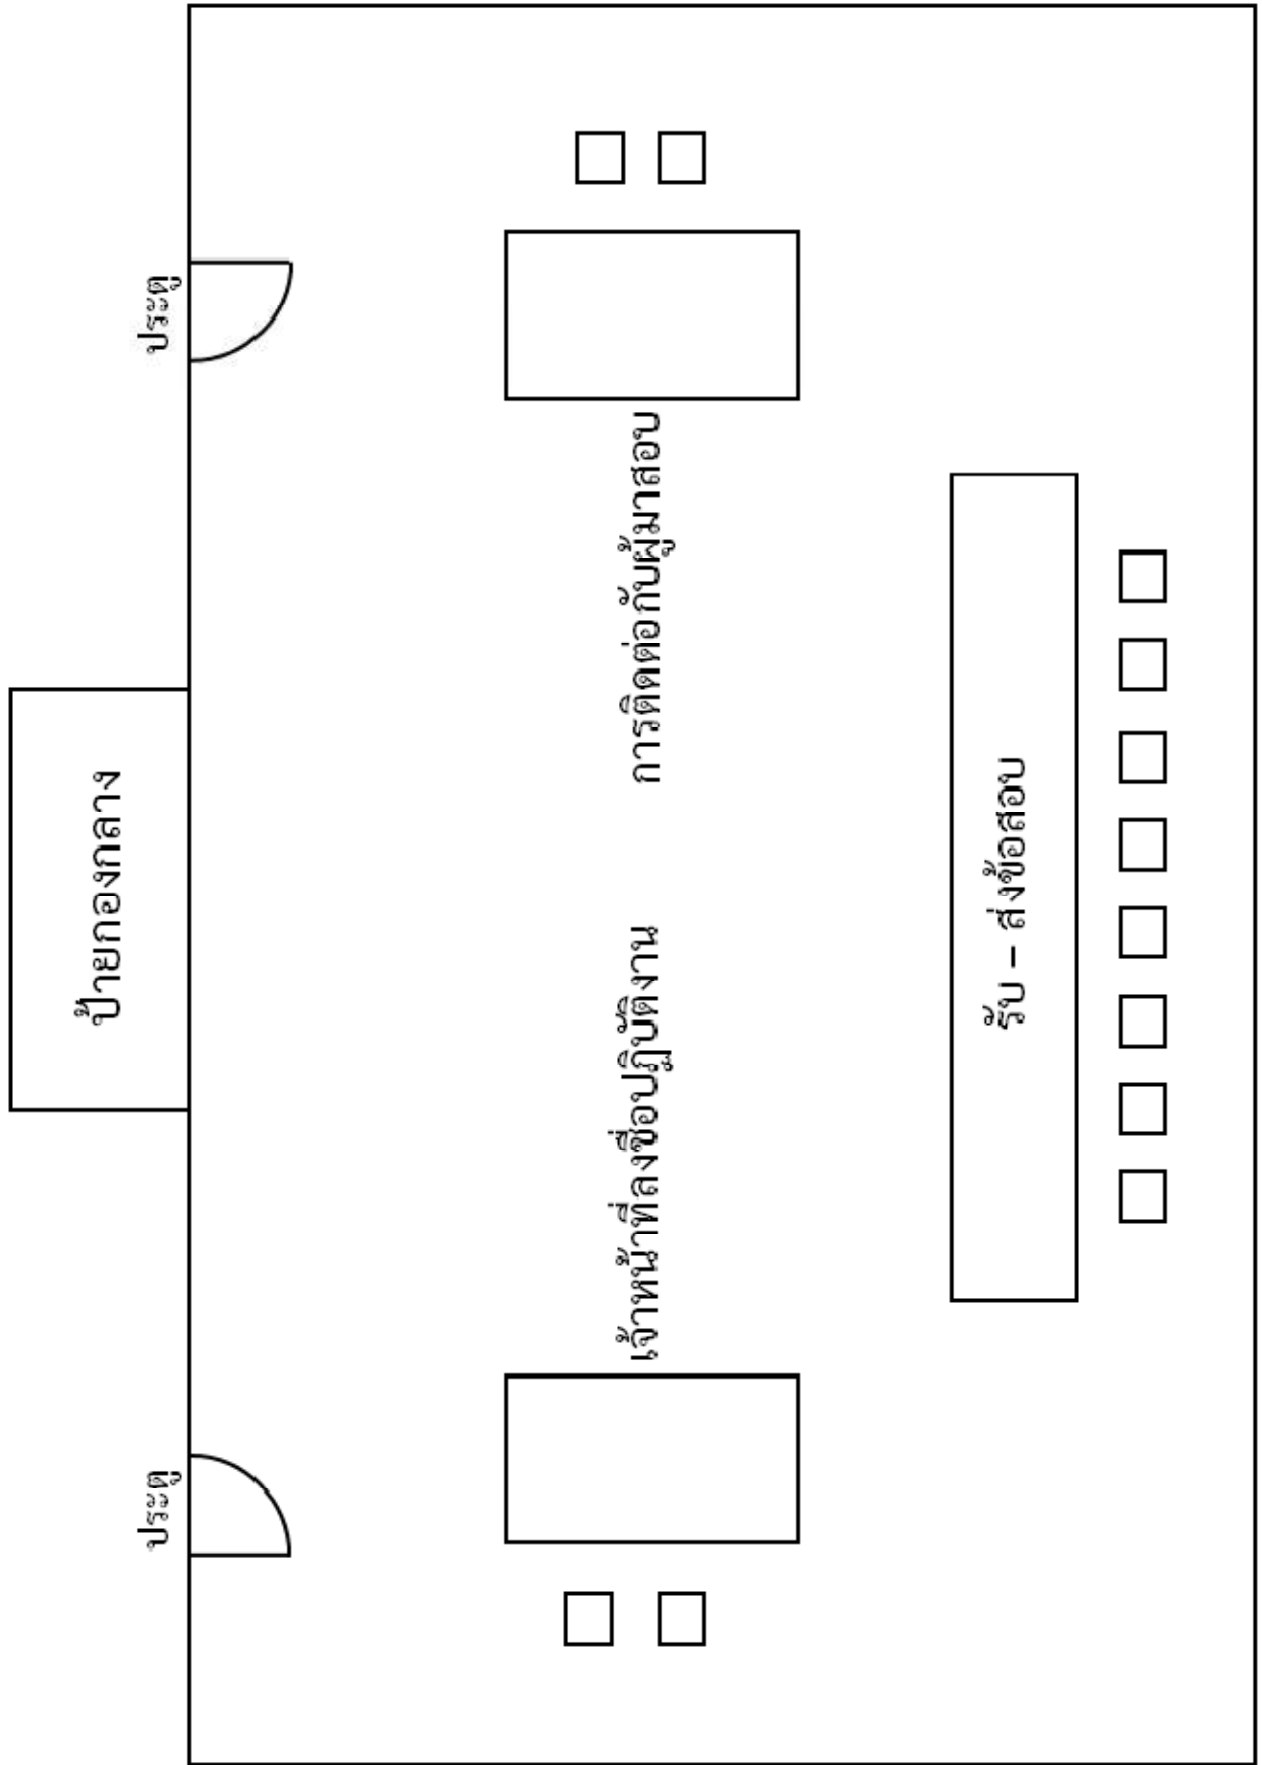 ป้ายกองกลาง
ประตู
ประตู
เจ้าหน้าที่ลงชื่อปฏิบัติงาน
การติดต่อกับผู้มาสอบ
รับ – ส่งข้อสอบ